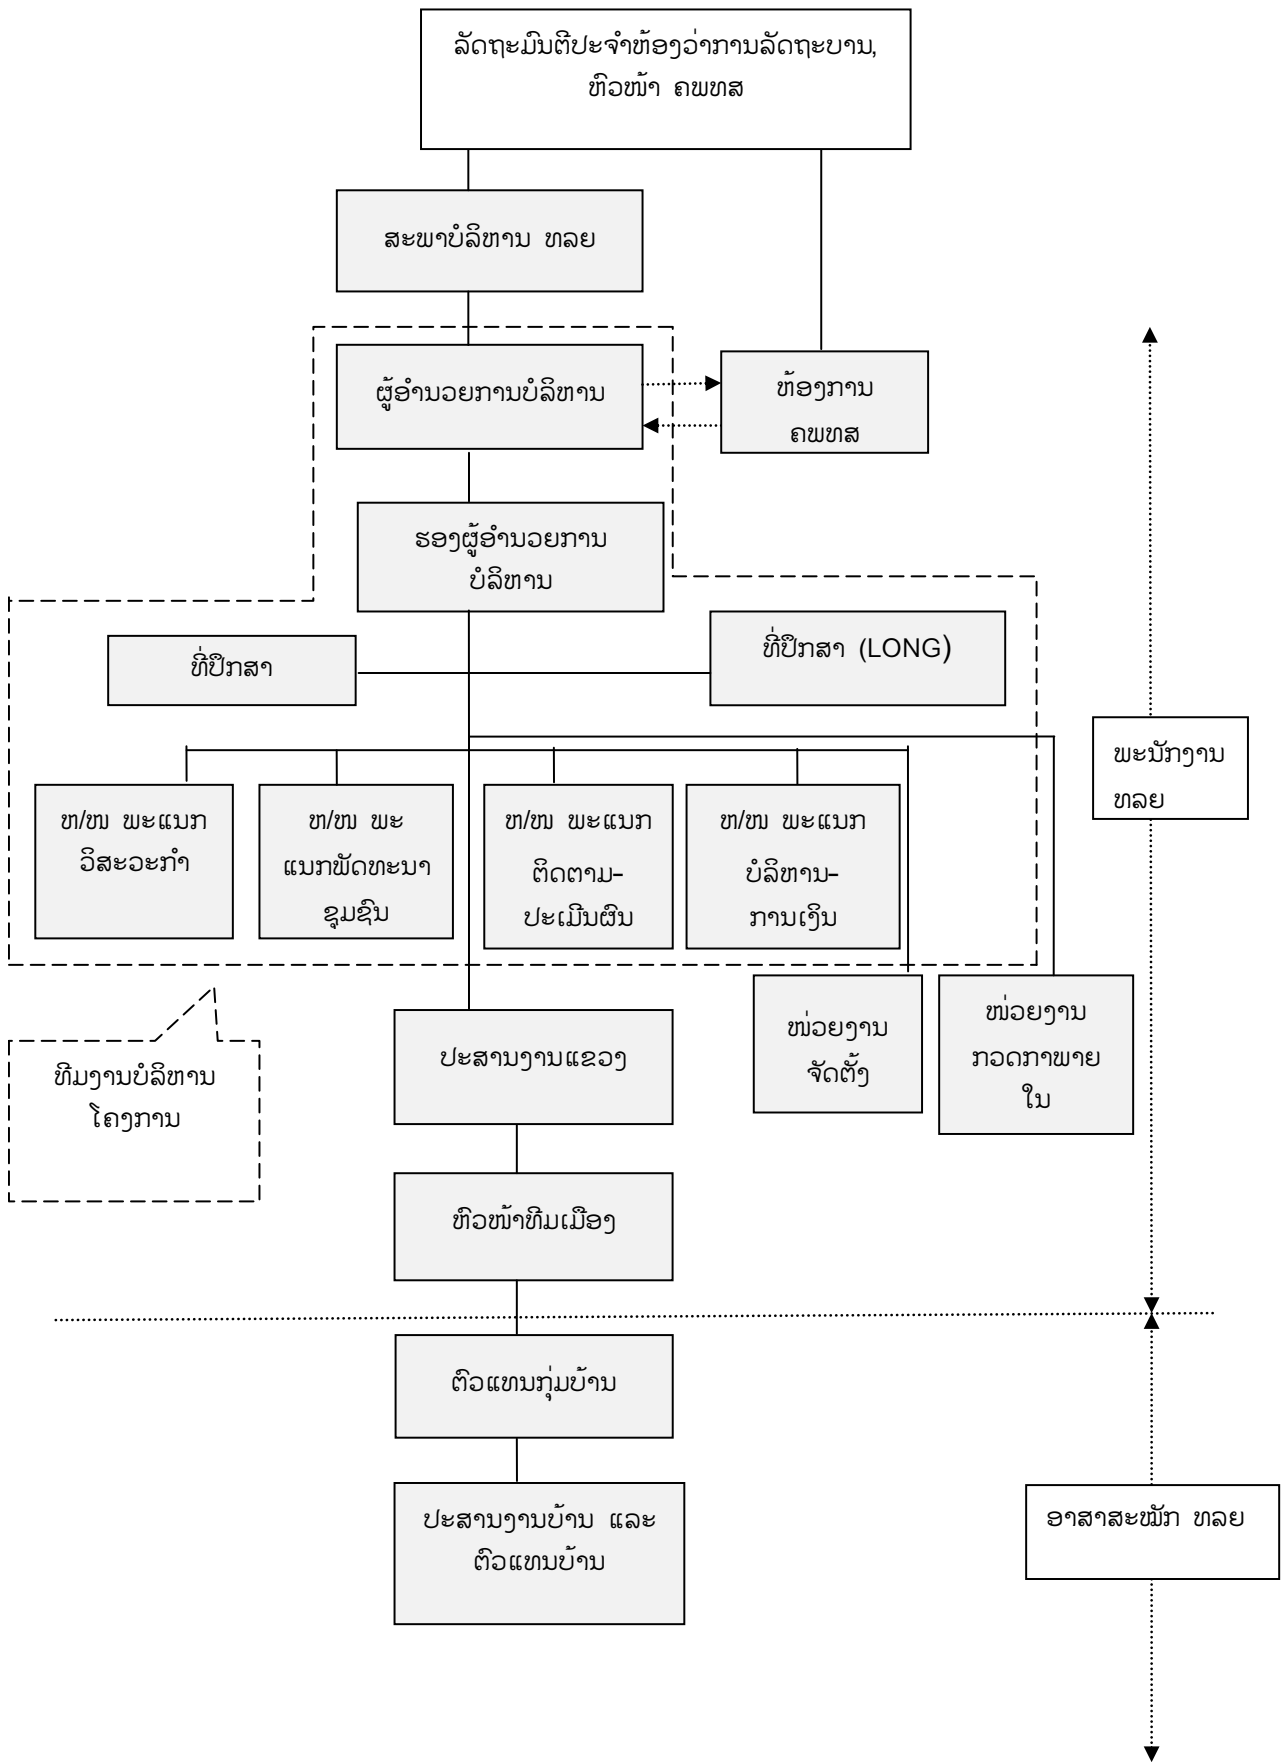 ລັດຖະມົນຕີປະຈຳຫ້ອງວ່າການລັດຖະບານ,
ຫົວໜ້າ ຄພທສ
ສະພາບໍລິຫານ ທລຍ
ຜູ້ອຳນວຍການບໍລິຫານ
ຫ້ອງການ
ຄພທສ
ຮອງຜູ້ອຳນວຍການ
ບໍລິຫານ
ທີ່ປຶກສາ
ທີ່ປຶກສາ (LONG)
ພະນັກງານ
ທລຍ
ຫ/ໜ ພະແນກ
ວິສະວະກຳ
ຫ/ໜ ພະ
ແນກພັດທະນາ
ຊຸມຊົນ
ຫ/ໜ ພະແນກ
ຕິດຕາມ-
ປະເມີນຜົນ
ຫ/ໜ ພະແນກ
ບໍລິຫານ-
ການເງິນ
ໜ່ວຍງານ
ຈັດຕັ້ງ
ໜ່ວຍງານ
ກວດກາພາຍ
ໃນ
ທີມງານບໍລິຫານ
ໂຄງການ
ປະສານງານແຂວງ
ຫົວໜ້າທີມເມືອງ
ຕົວແທນກຸ່ມບ້ານ
ປະສານງານບ້ານ ແລະ
ຕົວແທນບ້ານ
ອາສາສະໝັກ ທລຍ